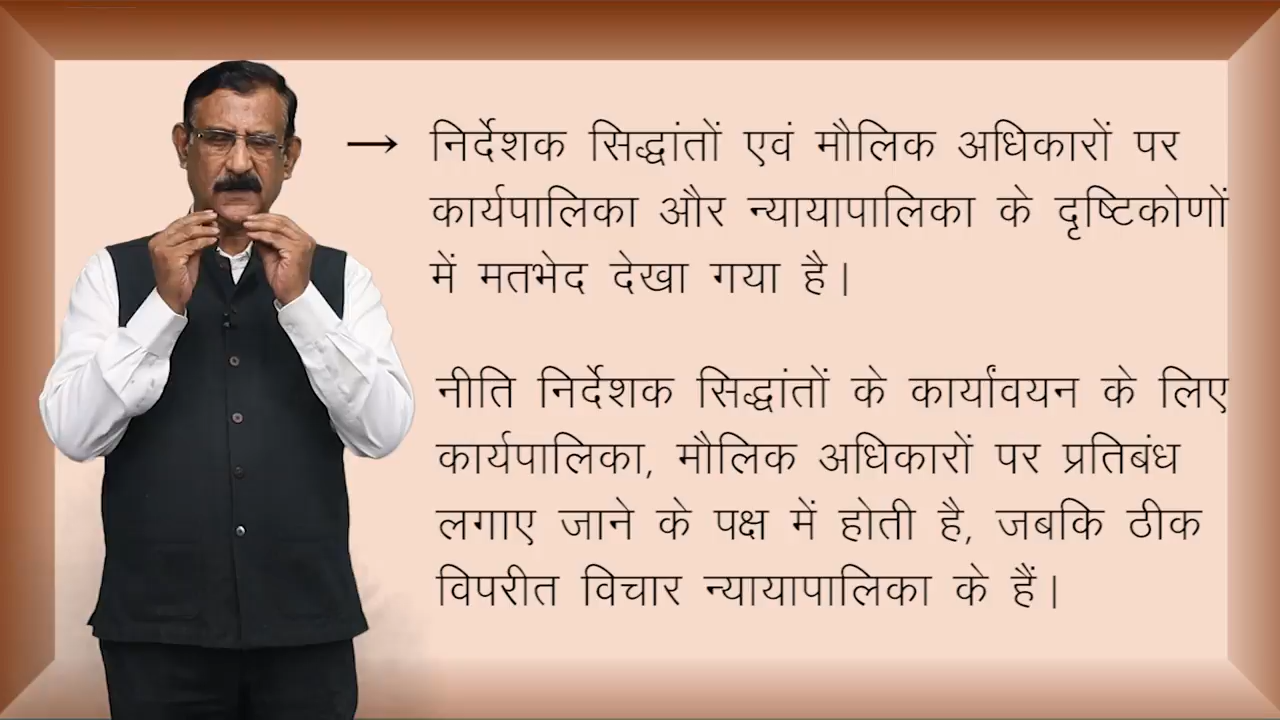 → निर्देशक सिद्धांतों एवं मौलिक अधिकारों पर
कार्यपालिका और न्यायापालिका के दृष्टिकोणों
में मतभेद देखा गया है।
नीति निर्देशक सिद्धांतों के कार्यांवयन के लिए
कार्यपालिका, मौलिक अधिकारों पर प्रतिबंध
लगाए जाने के पक्ष में होती है, जबकि ठीक
विपरीत विचार न्यायापालिका के हैं।